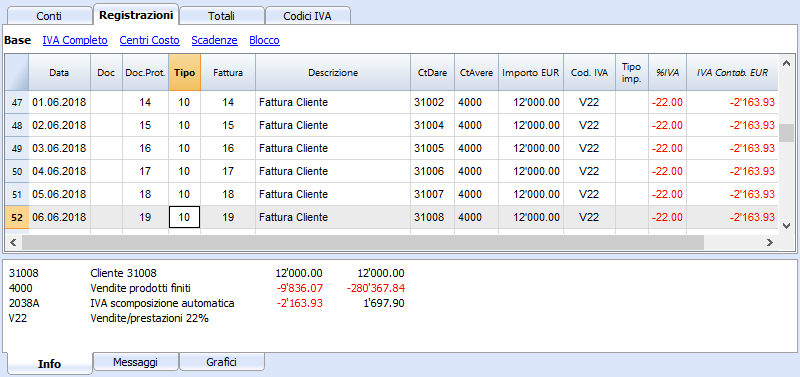 Conti Registrazioni Totali Codici IVA
Base IVA Completo Centri Costo Scadenze Blocco
Data Doc Doc.Prot. Tipo Fattura Descrizione CtDare CtAvere Importo EUR Cod. IVA Tipo imp. %IVA IVA Contab. EUR
47 01.06.2018 14 10 14 Fattura Cliente 31002 4000 12'000.00 V22 -22.00 -2'163.93
48 02.06.2018 15 10 15 Fattura Cliente 31004 4000 12'000.00 V22 -22.00 -2'163.93
49 03.06.2018 16 10 16 Fattura Cliente 31005 4000 12'000.00 V22 -22.00 -2'163.93
50 04.06.2018 17 10 17 Fattura Cliente 31006 4000 12'000.00 V22 -22.00 -2'163.93
51 05.06.2018 18 10 18 Fattura Cliente 31007 4000 12'000.00 V22 -22.00 -2'163.93
52 06.06.2018 19 10 19 Fattura Cliente 31008 4000 12'000.00 V22 -22.00 -2'163.93
31008 Cliente 31008 12'000.00 12'000.00
4000 Vendite prodotti finiti -9'836.07 -280'367.84
2038A IVA scomposizione automatica -2'163.93 1'697.90
V22 Vendite/prestazioni 22%
Info Messaggi Grafici